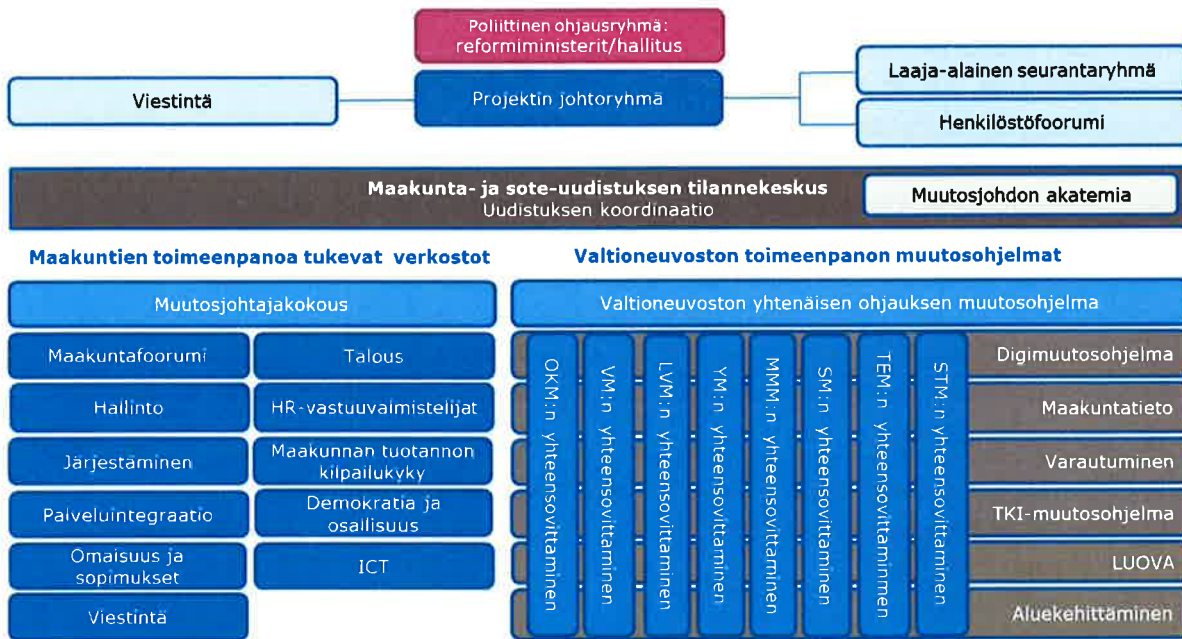 Poliittinen ohjausryhmä:
reformiministerit/hallitus
Viestintä
Projektin johtoryhmä
Laaja-alainen seurantaryhmä
Henkilöstöfoorumi
Maakunta- ja sote-uudistuksen tilannekeskus
Uudistuksen koordinaatio
Muutosjohdon akatemia
Maakuntien toimeenpanoa tukevat verkostot
Muutosjohtajakokous
Maakuntafoorumi
Talous
Hallinto
HR-vastuuvalmistelijat
Järjestäminen
Maakunnan tuotannon
kilpailukyky
Palveluintegraatio
Demokratia ja
osallisuus
Omaisuus ja
sopimukset
ICT
Viestintä
Valtioneuvoston toimeenpanon muutosohjelmat
Valtioneuvoston yhtenäisen ohjauksen muutosohjelma
OKM:n yhteensovittaminen
VM:n yhteensovittaminen
LVM:n yhteensovittaminen
YM:n yhteensovittaminen
MMM:n yhteensovittaminen
SM:n yhteensovittaminen
TEM:n yhteensovittaminen
STM:n yhteensovittaminen
Digimuutosohjelma
Maakuntatieto
Varautuminen
TKI-muutosohjelma
LUOVA
Aluekehittäminen